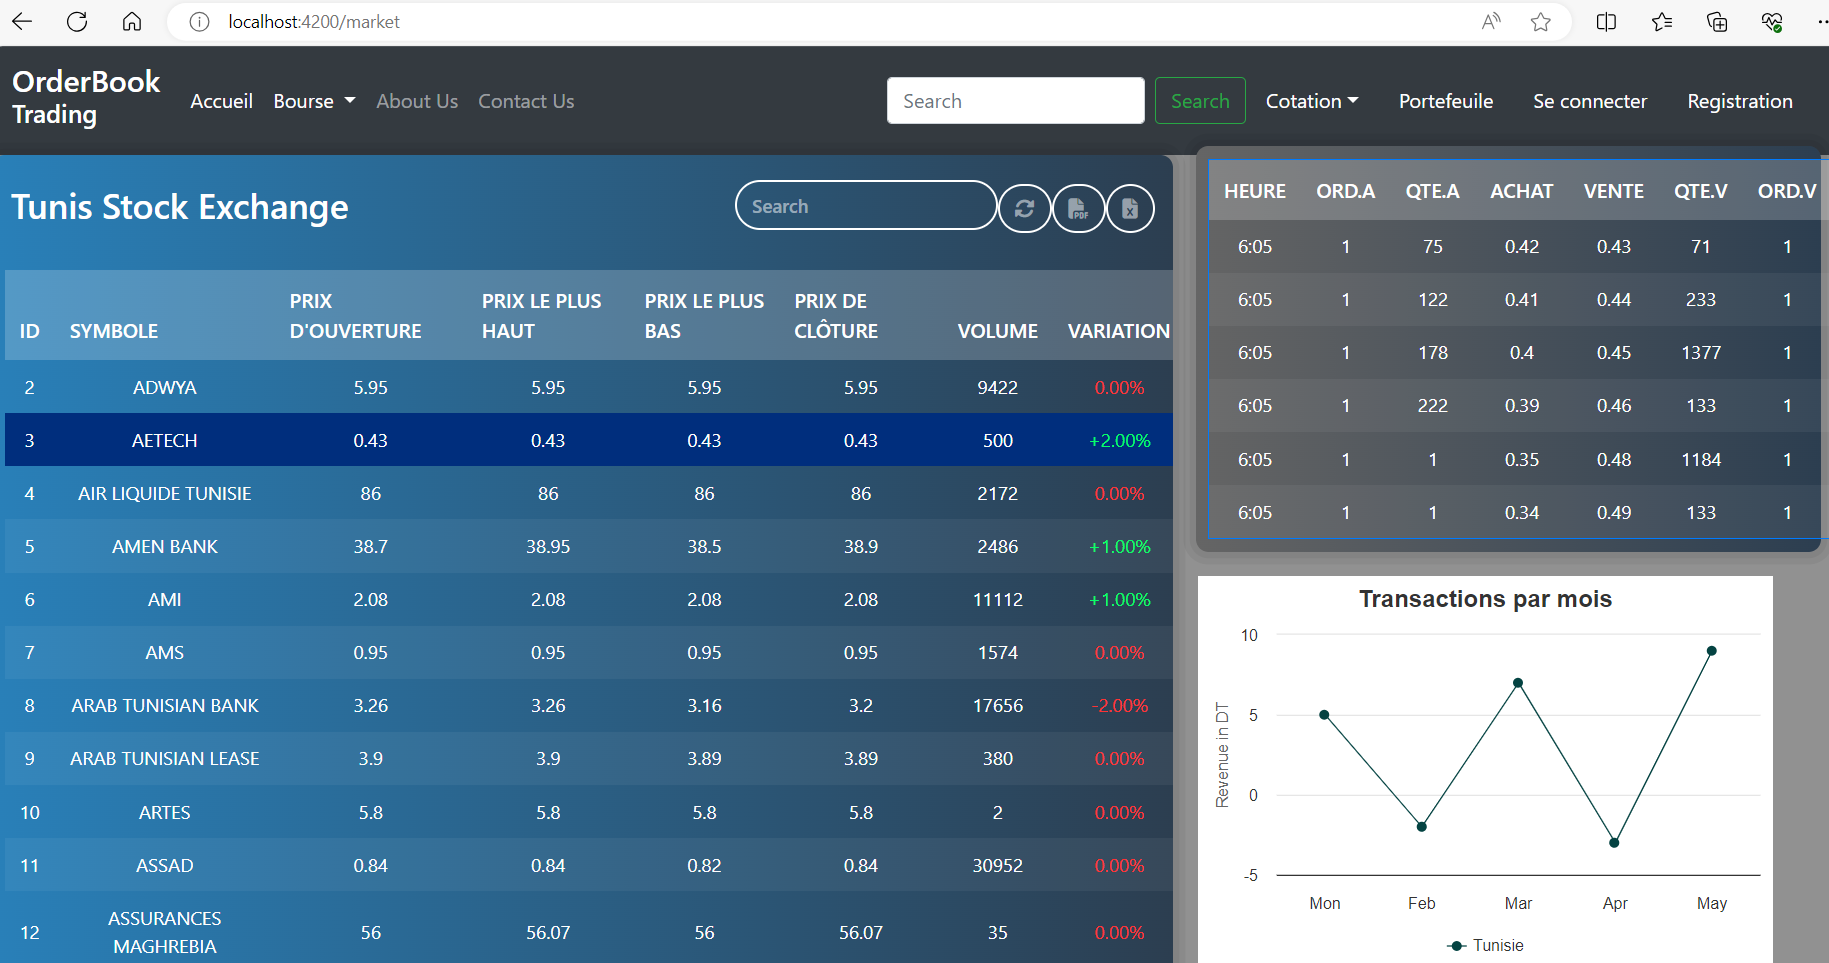 localhost:4200/market
OrderBook
Trading
Accueil Bourse About Us Contact Us Search Search Cotation Portefeuile Se connecter Registration
Tunis Stock Exchange Search
ID SYMBOLE PRIX D'OUVERTURE PRIX LE PLUS HAUT PRIX LE PLUS BAS PRIX DE CLÔTURE VOLUME VARIATION
2 ADWYA 5.95 5.95 5.95 5.95 9422 0.00%
3 AETECH 0.43 0.43 0.43 0.43 500 +2.00%
4 AIR LIQUIDE TUNISIE 86 86 86 86 2172 0.00%
5 AMEN BANK 38.7 38.95 38.5 38.9 2486 +1.00%
6 AMI 2.08 2.08 2.08 2.08 11112 +1.00%
7 AMS 0.95 0.95 0.95 0.95 1574 0.00%
8 ARAB TUNISIAN BANK 3.26 3.26 3.16 3.2 17656 -2.00%
9 ARAB TUNISIAN LEASE 3.9 3.9 3.89 3.89 380 0.00%
10 ARTES 5.8 5.8 5.8 5.8 2 0.00%
11 ASSAD 0.84 0.84 0.82 0.84 30952 0.00%
12 ASSURANCES MAGHREBIA 56 56.07 56 56.07 35 0.00%
HEURE ORD.A QTE.A ACHAT VENTE QTE.V ORD.V
6:05 1 75 0.42 0.43 71 1
6:05 1 122 0.41 0.44 233 1
6:05 1 178 0.4 0.45 1377 1
6:05 1 222 0.39 0.46 133 1
6:05 1 1 0.35 0.48 1184 1
6:05 1 1 0.34 0.49 133 1
Transactions par mois
Revenue in DT
10
5
0
-5
Mon Feb Mar Apr May
Tunisie